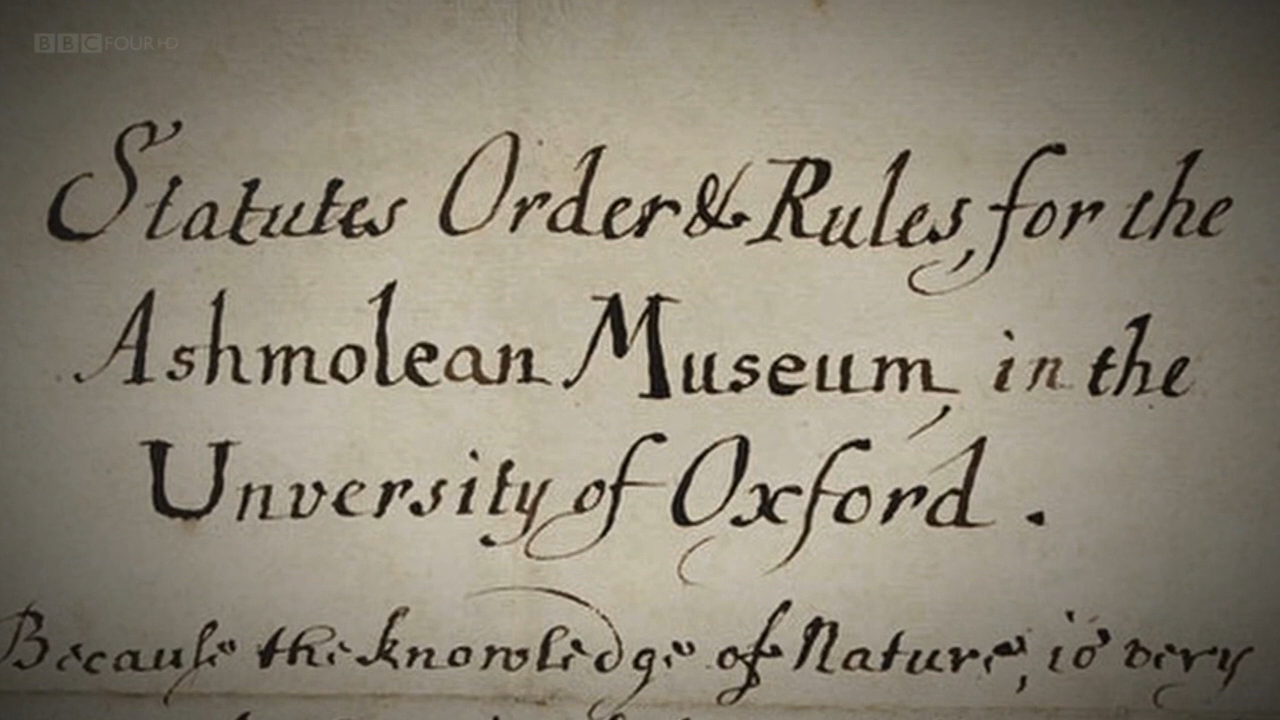 BBC FOUR HD
Statutes Order & Rules, for the
Ashmolean Museum, in the
Unversity of Oxford.
Because the knowledge of Nature, is very